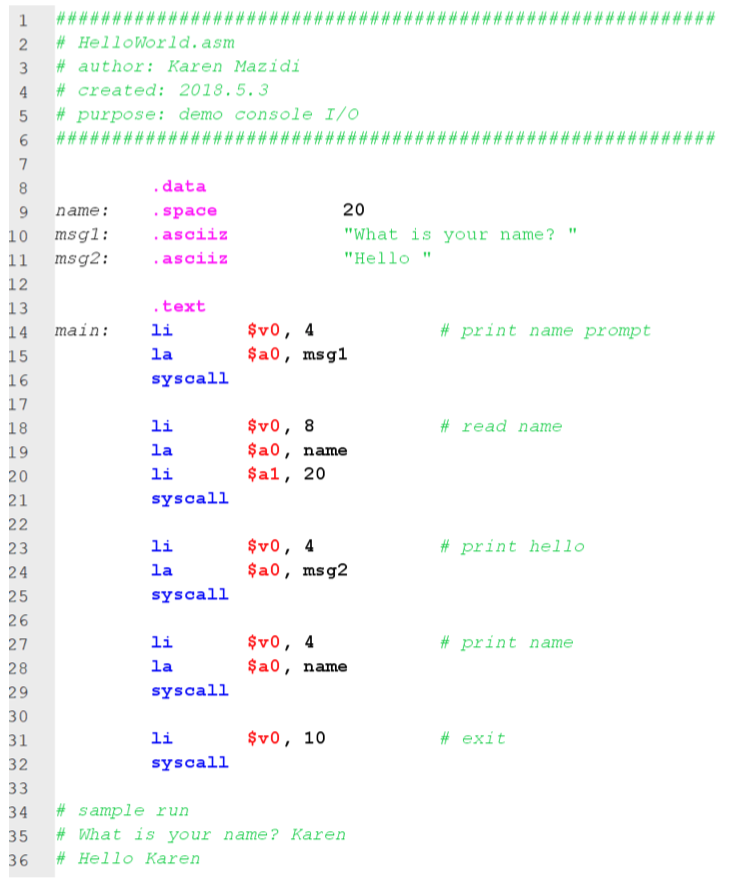 1 ###########################################################
2 # HelloWorld.asm
3 # author: Karen Mazidi
4 # created: 2018.5.3
5 # purpose: demo console I/O
6 ###########################################################
7
8 .data
9 name: .space 20
10 msg1: .asciiz "What is your name? "
11 msg2: .asciiz "Hello "
12
13 .text
14 main: li $v0, 4 # print name prompt
15 la $a0, msg1
16 syscall
17
18 li $v0, 8 # read name
19 la $a0, name
20 li $a1, 20
21 syscall
22
23 li $v0, 4 # print hello
24 la $a0, msg2
25 syscall
26
27 li $v0, 4 # print name
28 la $a0, name
29 syscall
30
31 li $v0, 10 # exit
32 syscall
33
34 # sample run
35 # What is your name? Karen
36 # Hello Karen